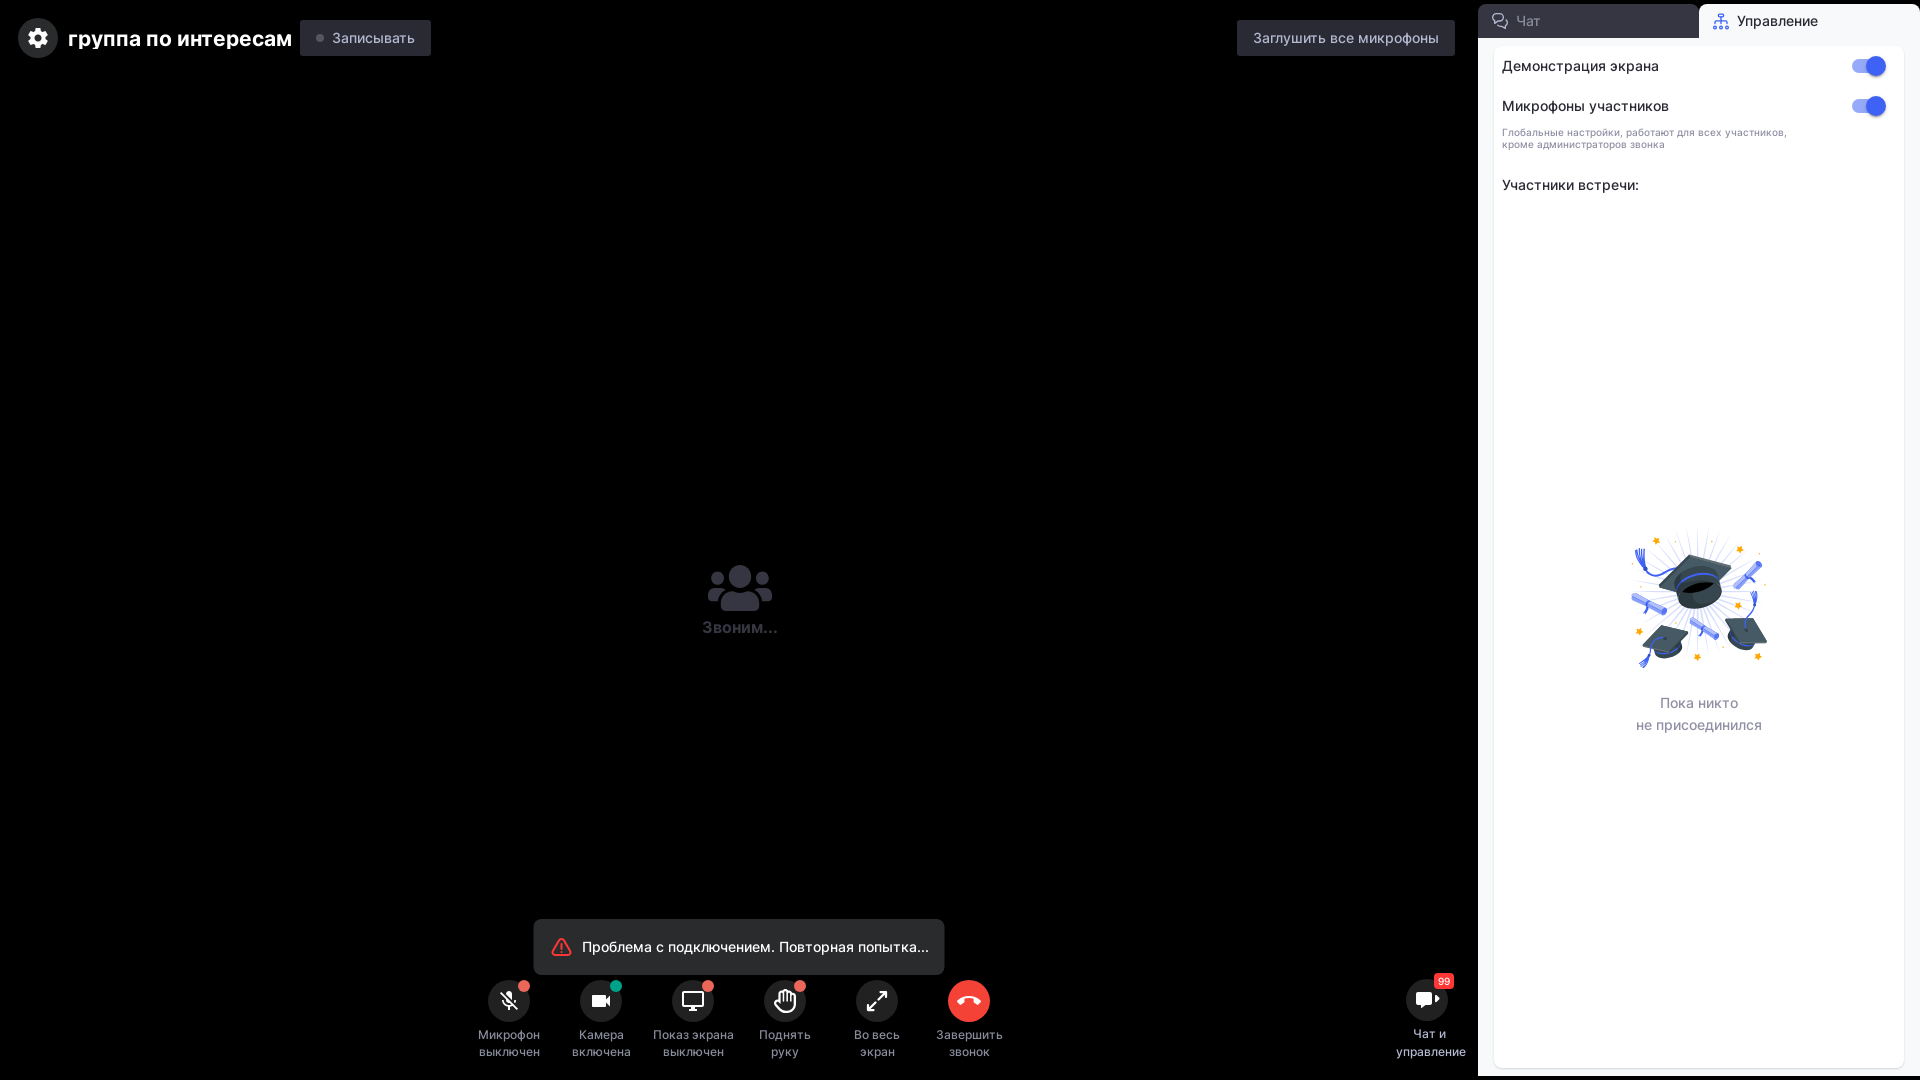 группа по интересам
Записывать
Заглушить все микрофоны
Чат
Управление
Демонстрация экрана
Микрофоны участников
Глобальные настройки, работают для всех участников,
кроме администраторов звонка
Участники встречи:
Звоним...
Пока никто
не присоединился
Проблема с подключением. Повторная попытка...
Микрофон
выключен
Камера
включена
Показ экрана
выключен
Поднять
руку
Во весь
экран
Завершить
звонок
99
Чат и
управление